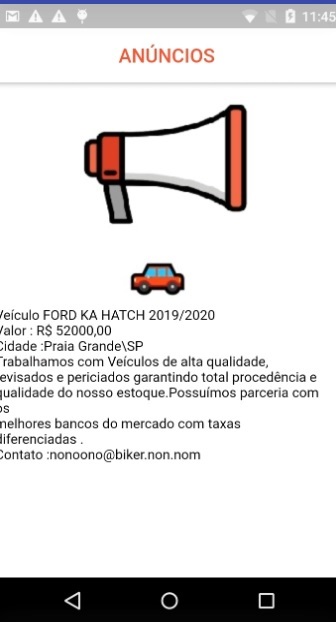 11:45
ANÚNCIOS
Veículo FORD KA HATCH 2019/2020
Valor : R$ 52000,00
Cidade :Praia Grande\SP
Trabalhamos com Veículos de alta qualidade,
revisados e periciados garantindo total procedência e
qualidade do nosso estoque.Possuímos parceria com
os
melhores bancos do mercado com taxas
diferenciadas .
Contato :nonoono@biker.non.nom